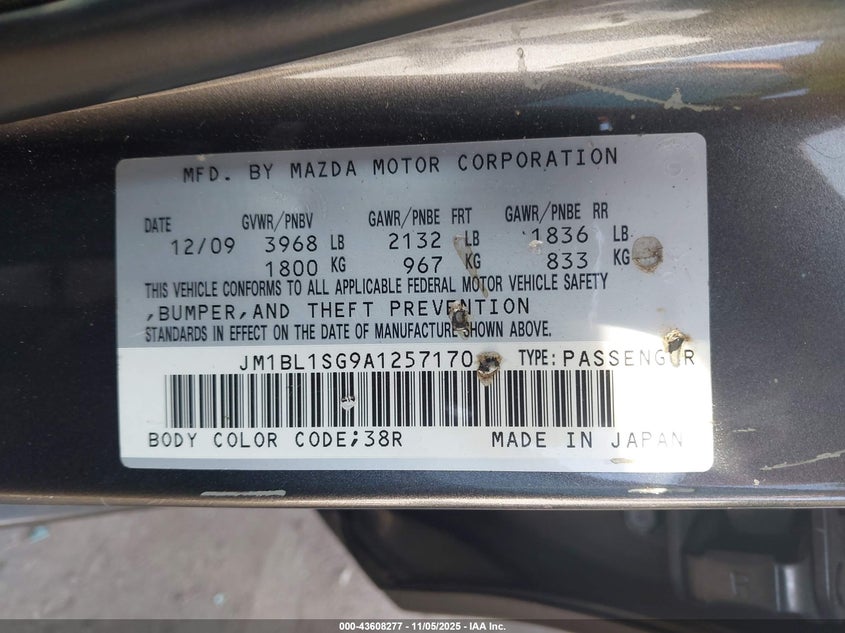 MFD. BY MAZDA MOTOR CORPORATION
DATE GVWR/PNBV GAWR/PNBE FRT GAWR/PNBE RR
12/09 3968 LB 2132 LB 1836 LB
1800 KG 967 KG 833 KG
THIS VEHICLE CONFORMS TO ALL APPLICABLE FEDERAL MOTOR VEHICLE SAFETY
,BUMPER,AND THEFT PREVENTION
STANDARDS IN EFFECT ON THE DATE OF MANUFACTURE SHOWN ABOVE.
JM1BL1SG9A1257170 TYPE:PASSENGER
BODY COLOR CODE;38R MADE IN JAPAN
000-43608277 - 11/05/2025 - IAA Inc.